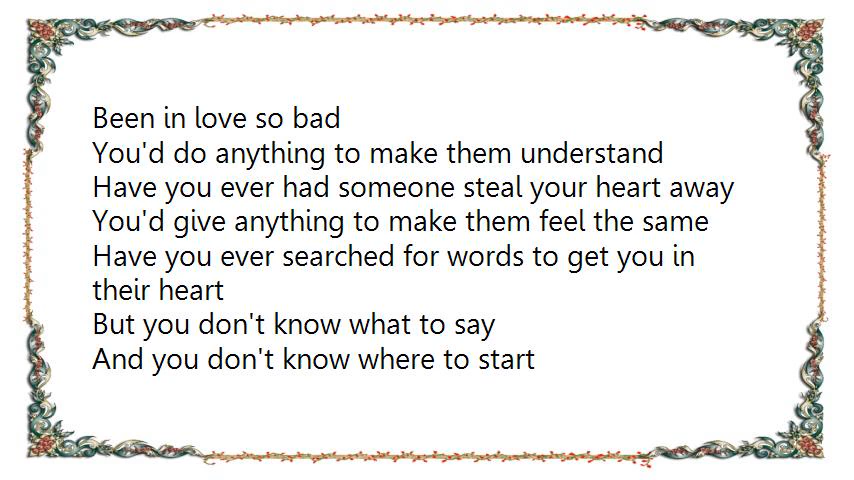 Been in love so bad
You'd do anything to make them understand
Have you ever had someone steal your heart away
You'd give anything to make them feel the same
Have you ever searched for words to get you in
their heart
But you don't know what to say
And you don't know where to start